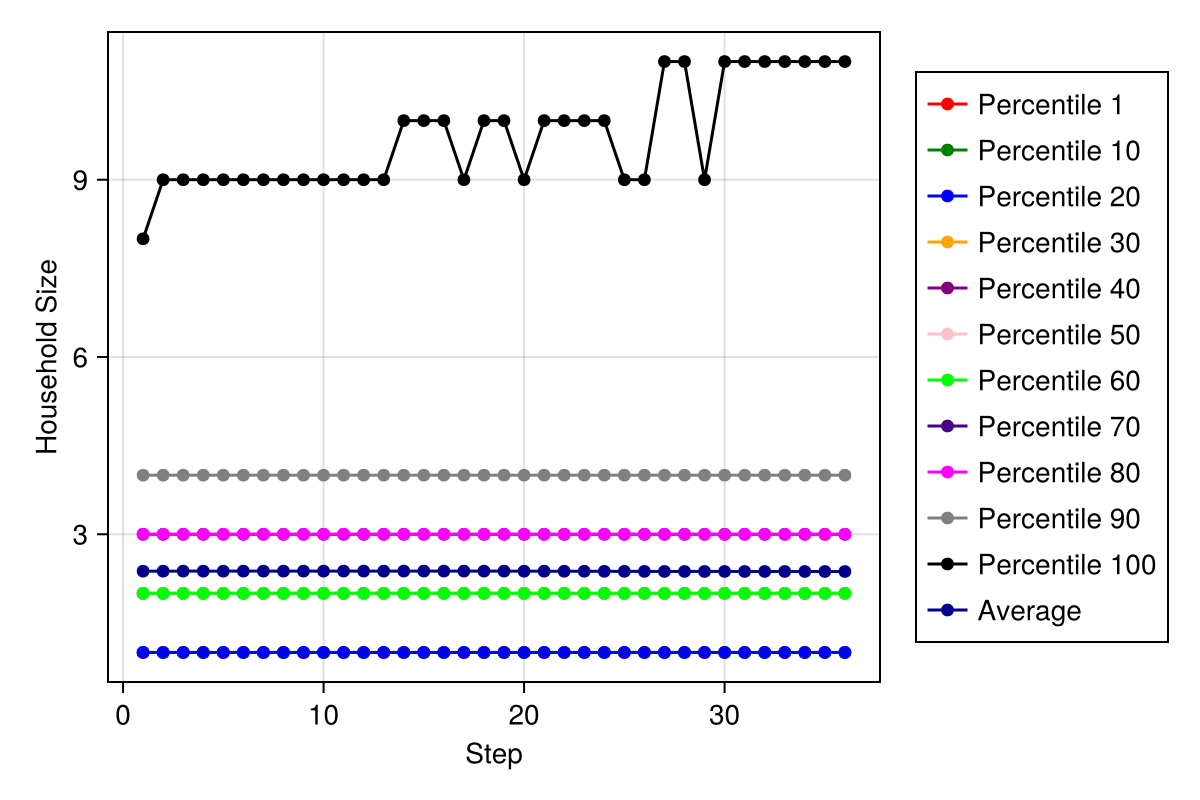 9
6
3
Household Size
0 10 20 30
Step
Percentile 1
Percentile 10
Percentile 20
Percentile 30
Percentile 40
Percentile 50
Percentile 60
Percentile 70
Percentile 80
Percentile 90
Percentile 100
Average